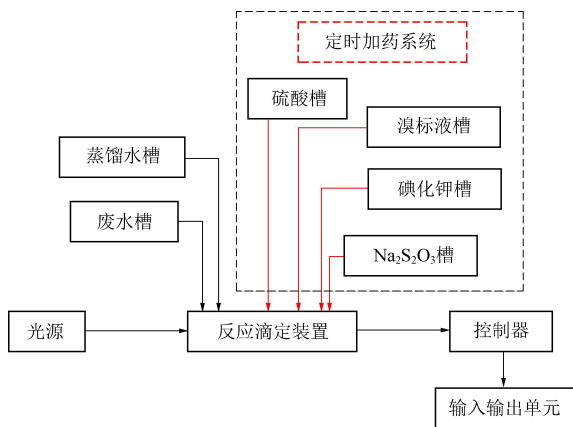 定时加药系统
硫酸槽
溴标液槽
蒸馏水槽
碘化钾槽
废水槽
Na₂S₂O₃槽
光源
反应滴定装置
控制器
输入输出单元